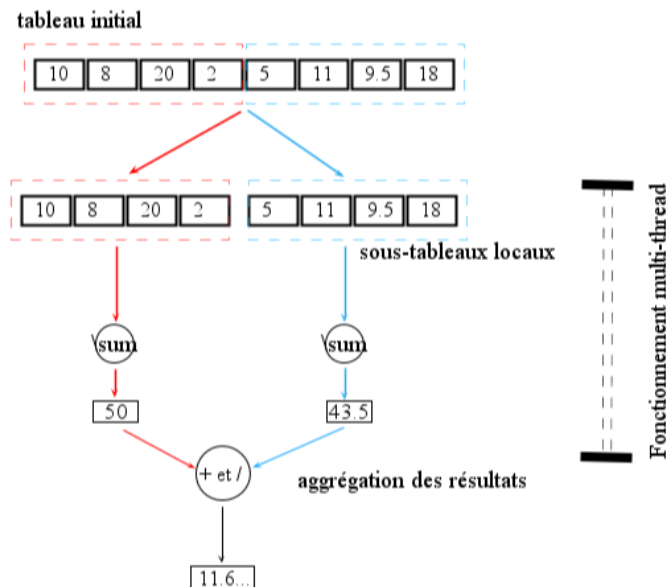 tableau initial
10 8 20 2 5 11 9.5 18
10 8 20 2 5 11 9.5 18
sous-tableaux locaux
\sum \sum
50 43.5
+ et /
aggrégation des résultats
11.6...
Fonctionnement multi-thread